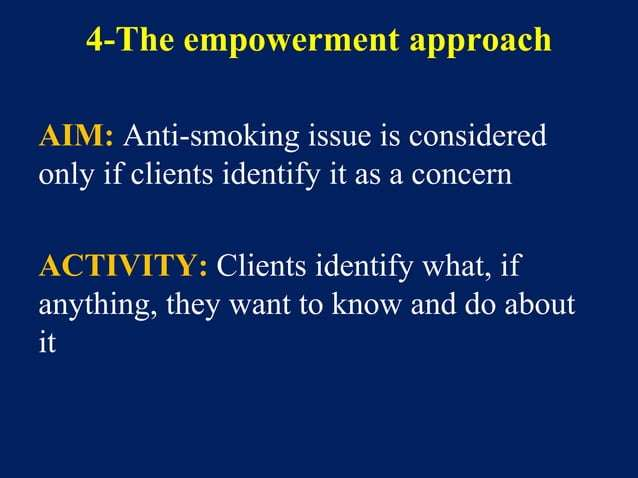 4-The empowerment approach
AIM: Anti-smoking issue is considered
only if clients identify it as a concern
ACTIVITY: Clients identify what, if
anything, they want to know and do about
it